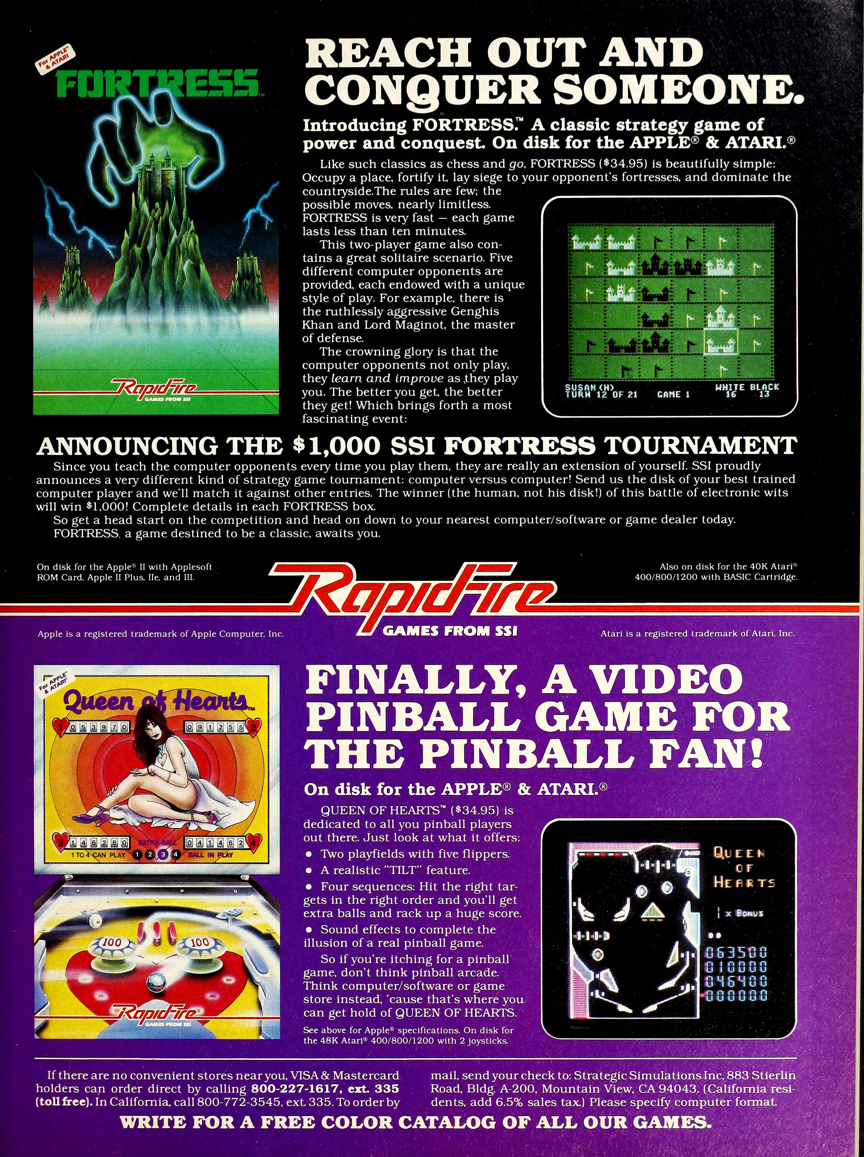 For APPLE®
& ATARI
FORTRESS™
RapidFire
GAMES FROM SSI
REACH OUT AND
CONQUER SOMEONE.
Introducing FORTRESS.™ A classic strategy game of
power and conquest. On disk for the APPLE® & ATARI.®
Like such classics as chess and go, FORTRESS ($34.95) is beautifully simple:
Occupy a place, fortify it, lay siege to your opponent's fortresses, and dominate the
countryside.The rules are few; the
possible moves, nearly limitless.
FORTRESS is very fast — each game
lasts less than ten minutes.
This two-player game also con-
tains a great solitaire scenario. Five
different computer opponents are
provided, each endowed with a unique
style of play. For example, there is
the ruthlessly aggressive Genghis
Khan and Lord Maginot, the master
of defense.
The crowning glory is that the
computer opponents not only play,
they learn and improve as they play
you. The better you get, the better
they get! Which brings forth a most
fascinating event:
SUSAN (H) WHITE BLACK
TURN 12 OF 21 GAME 1 16 13
ANNOUNCING THE $1,000 SSI FORTRESS TOURNAMENT
Since you teach the computer opponents every time you play them, they are really an extension of yourself. SSI proudly
announces a very different kind of strategy game tournament: computer versus computer! Send us the disk of your best trained
computer player and we'll match it against other entries. The winner (the human, not his disk!) of this battle of electronic wits
will win $1,000! Complete details in each FORTRESS box.
So get a head start on the competition and head on down to your nearest computer/software or game dealer today.
FORTRESS, a game destined to be a classic, awaits you.
On disk for the Apple® II with Applesoft
ROM Card, Apple II Plus, IIe, and III.
Also on disk for the 40K Atari®
400/800/1200 with BASIC Cartridge.
RapidFire
GAMES FROM SSI
Apple is a registered trademark of Apple Computer, Inc.
Atari is a registered trademark of Atari, Inc.
For APPLE®
& ATARI®
Queen of Hearts™
1 053970 091255 2
3 146280 EXTRA BALL 041462 4
1 TO 4 CAN PLAY 1 2 3 4 BALL IN PLAY
100 100
RapidFire
GAMES FROM SSI
FINALLY, A VIDEO
PINBALL GAME FOR
THE PINBALL FAN!
On disk for the APPLE® & ATARI.®
QUEEN OF HEARTS™ ($34.95) is
dedicated to all you pinball players
out there. Just look at what it offers:
● Two playfields with five flippers.
● A realistic "TILT" feature.
● Four sequences: Hit the right tar-
gets in the right order and you'll get
extra balls and rack up a huge score.
● Sound effects to complete the
illusion of a real pinball game.
So if you're itching for a pinball
game, don't think pinball arcade.
Think computer/software or game
store instead, 'cause that's where you
can get hold of QUEEN OF HEARTS.
See above for Apple® specifications. On disk for
the 48K Atari® 400/800/1200 with 2 joysticks.
QUEEN
OF
HEARTS
1 x BONUS
063500
010000
046400
000000
If there are no convenient stores near you, VISA & Mastercard
holders can order direct by calling 800-227-1617, ext. 335
(toll free). In California, call 800-772-3545, ext. 335. To order by
mail, send your check to: Strategic Simulations Inc, 883 Stierlin
Road, Bldg. A-200, Mountain View, CA 94043. (California resi-
dents, add 6.5% sales tax.) Please specify computer format.
WRITE FOR A FREE COLOR CATALOG OF ALL OUR GAMES.